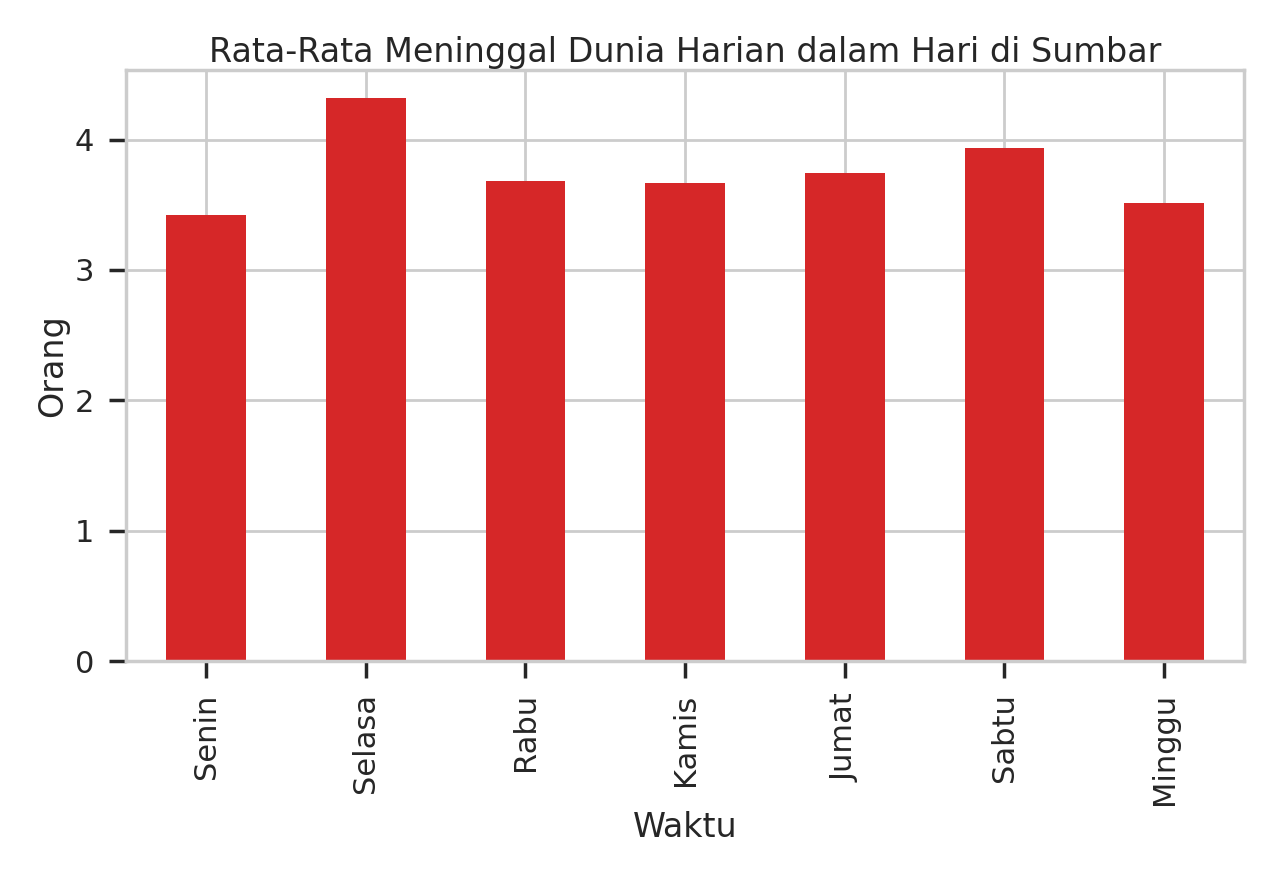 Rata-Rata Meninggal Dunia Harian dalam Hari di Sumbar
Orang
4
3
2
1
0
Senin
Selasa
Rabu
Kamis
Jumat
Sabtu
Minggu
Waktu